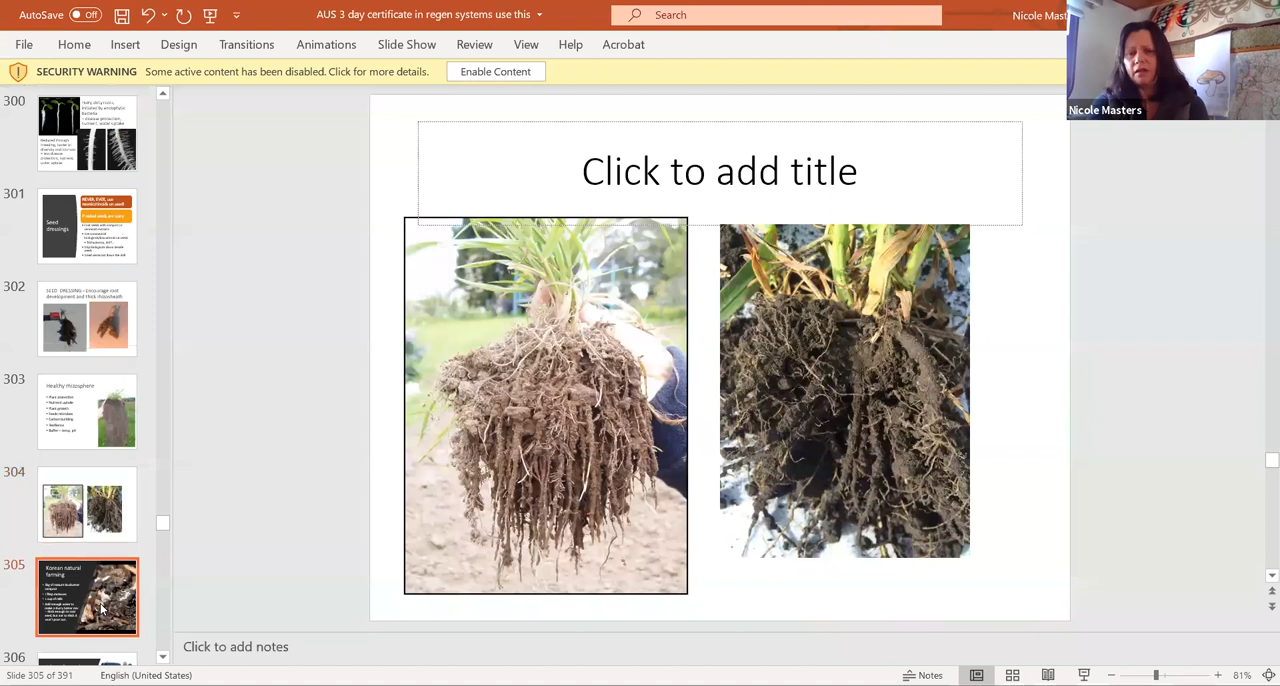 AutoSave Off
AUS 3 day certificate in regen systems use this
Search
Nicole Mast
File Home Insert Design Transitions Animations Slide Show Review View Help Acrobat
SECURITY WARNING Some active content has been disabled. Click for more details. Enable Content
Nicole Masters
300
301
Seed
dressings
302
303
Healthy rhizosphere
304
305
Korean natural
farming
306
Click to add title
Click to add notes
Slide 305 of 391 English (United States) Notes 81%